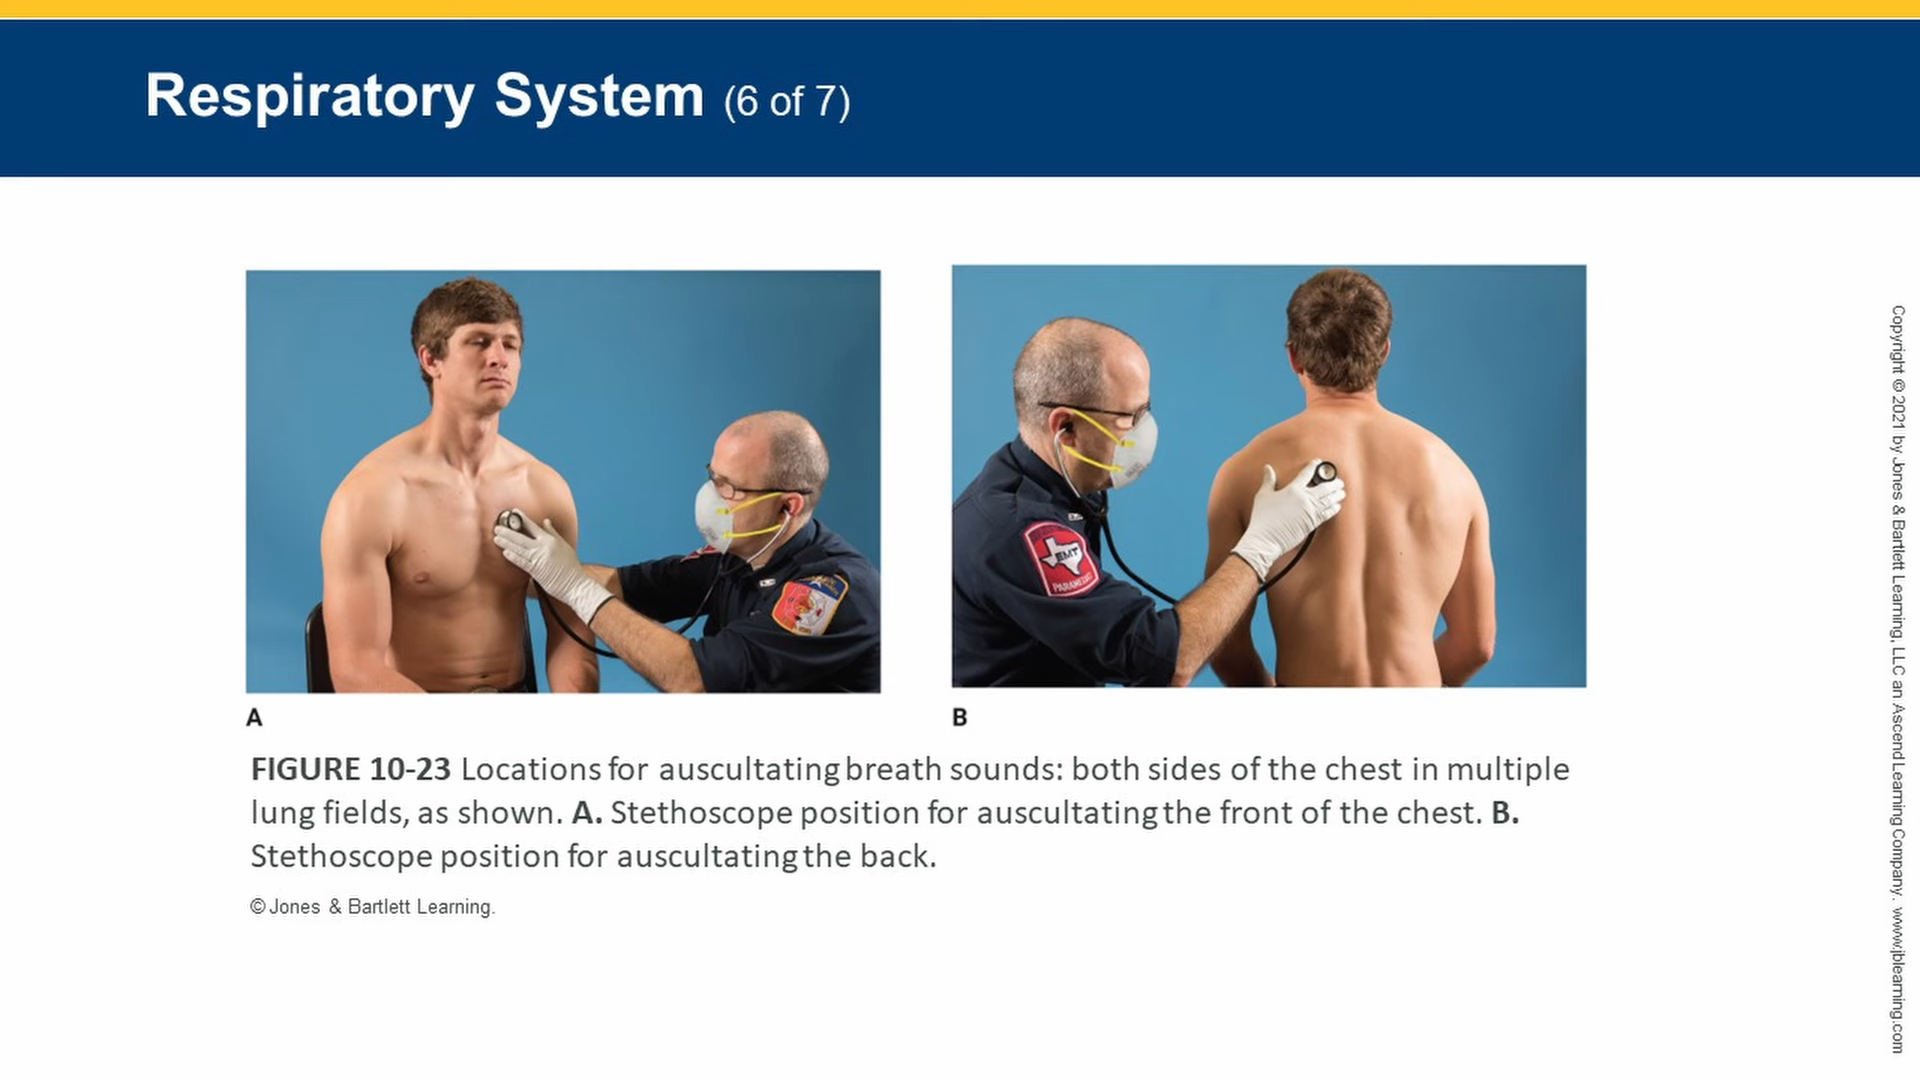 Respiratory System (6 of 7)
EMT
PARAMEDIC
A
B
FIGURE 10-23 Locations for auscultating breath sounds: both sides of the chest in multiple
lung fields, as shown. A. Stethoscope position for auscultating the front of the chest. B.
Stethoscope position for auscultating the back.
© Jones & Bartlett Learning.
Copyright © 2021 by Jones & Bartlett Learning, LLC an Ascend Learning Company. www.jblearning.com